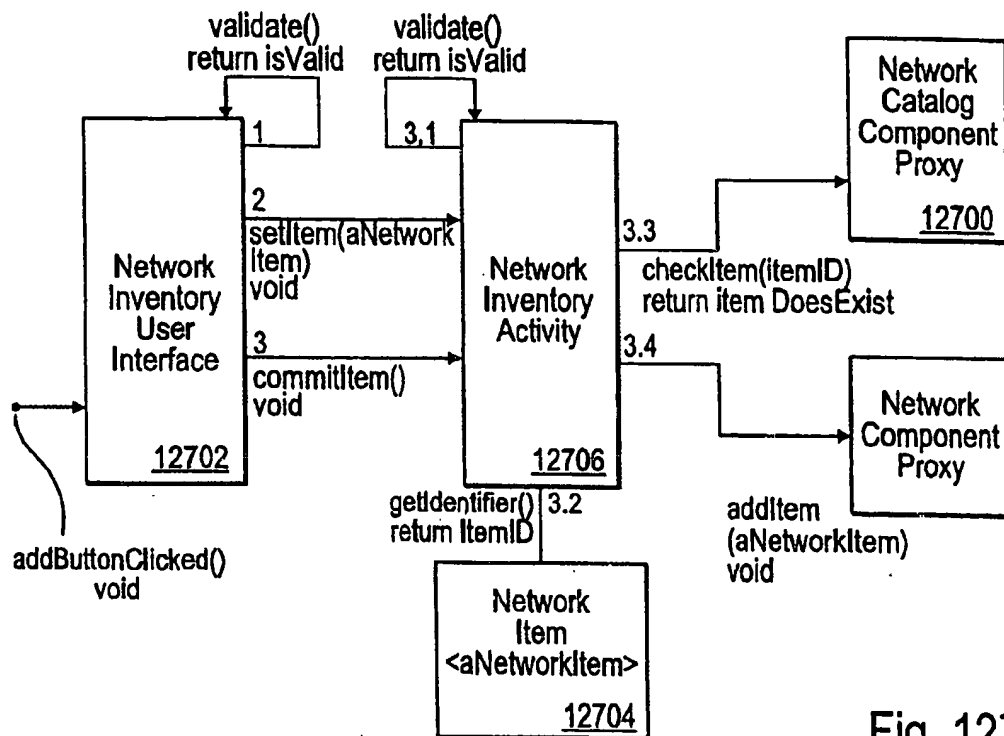 validate()
return isValid
validate()
return isValid
1
3,1
2
setItem(aNetwork
Item)
void
3
commitItem()
void
Network
Inventory
User
Interface
12702
Network
Inventory
Activity
12706
3.3
checkItem(itemID)
return item DoesExist
3.4
Network
Catalog
Component
Proxy
12700
Network
Component
Proxy
addItem
(aNetworkItem)
void
getIdentifier()
return ItemID
3.2
addButtonClicked()
void
Network
Item
<aNetworkItem>
12704
Fig. 127